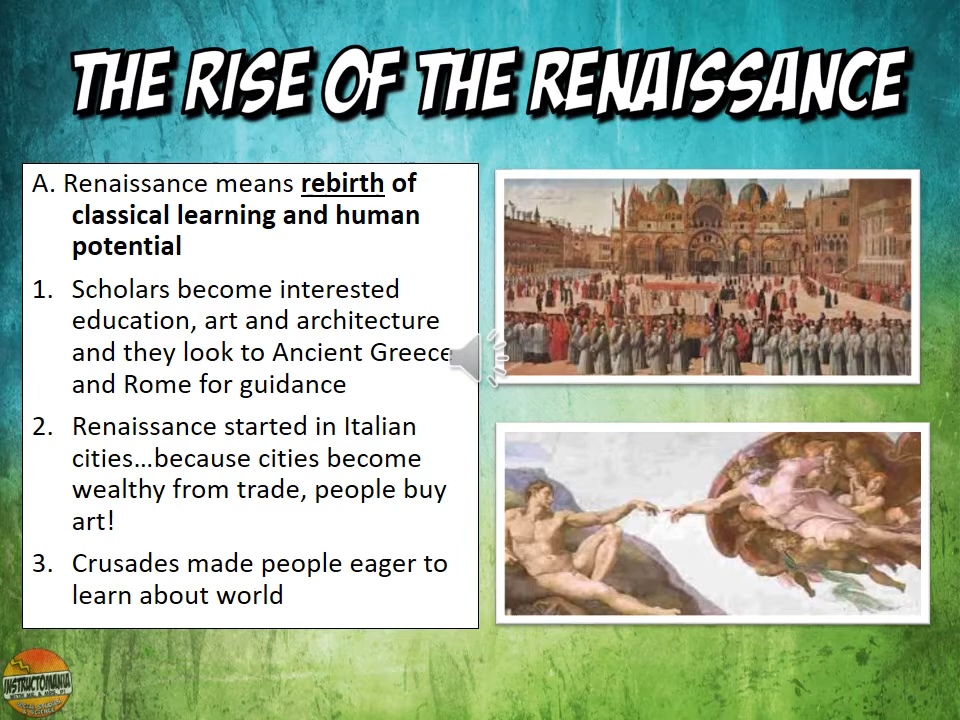 THE RISE OF THE RENAISSANCE
A. Renaissance means rebirth of
classical learning and human
potential
1. Scholars become interested
education, art and architecture
and they look to Ancient Greece
and Rome for guidance
2. Renaissance started in Italian
cities…because cities become
wealthy from trade, people buy
art!
3. Crusades made people eager to
learn about world
INSTRUCTOMANIA